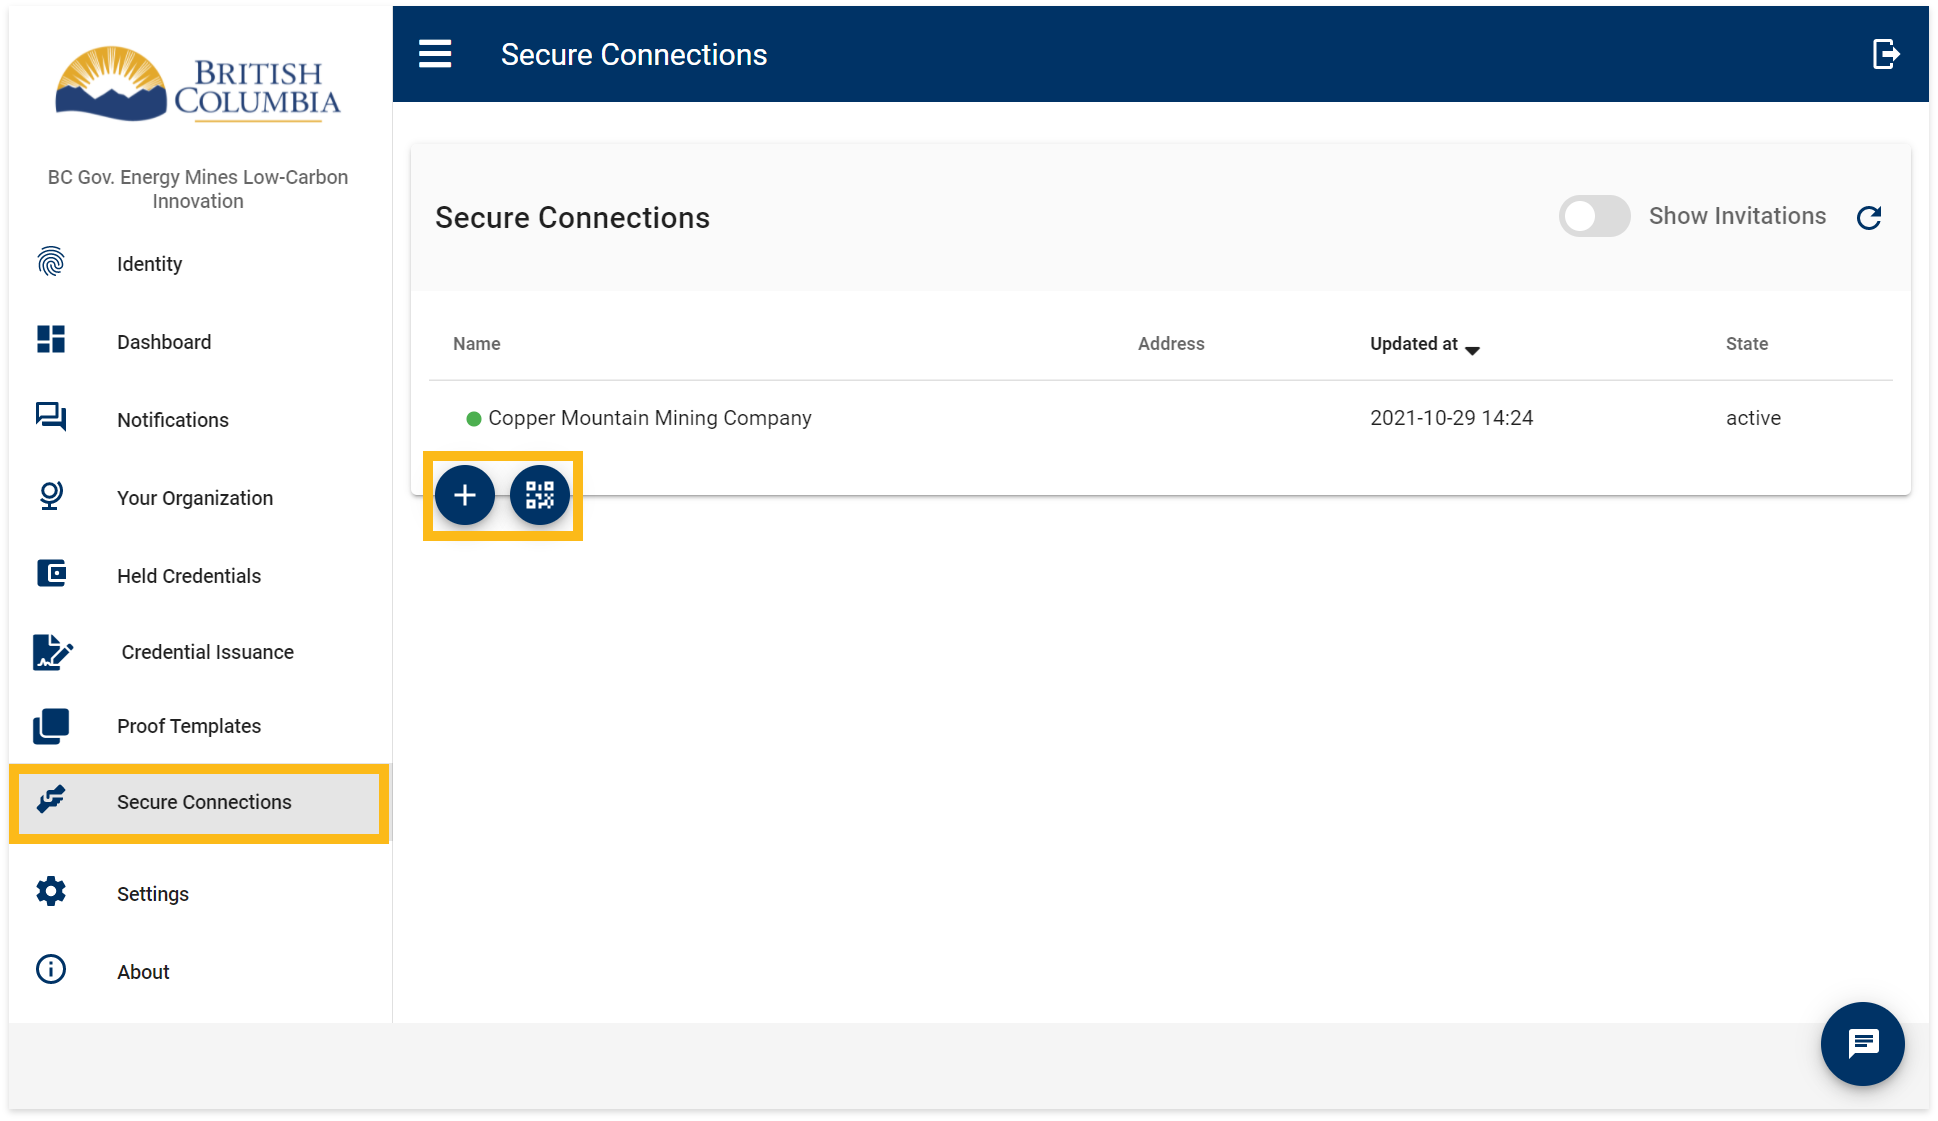 BRITISH
COLUMBIA
BC Gov. Energy Mines Low-Carbon
Innovation
Identity
Dashboard
Notifications
Your Organization
Held Credentials
Credential Issuance
Proof Templates
Secure Connections
Settings
About
Secure Connections
Secure Connections
Show Invitations
Name Address Updated at State
Copper Mountain Mining Company 2021-10-29 14:24 active